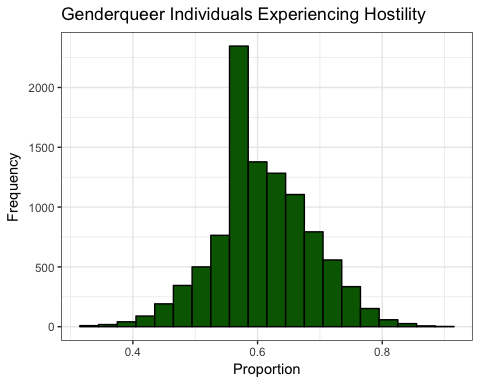 Genderqueer Individuals Experiencing Hostility
Frequency
2000
1500
1000
500
0
0.4 0.6 0.8
Proportion